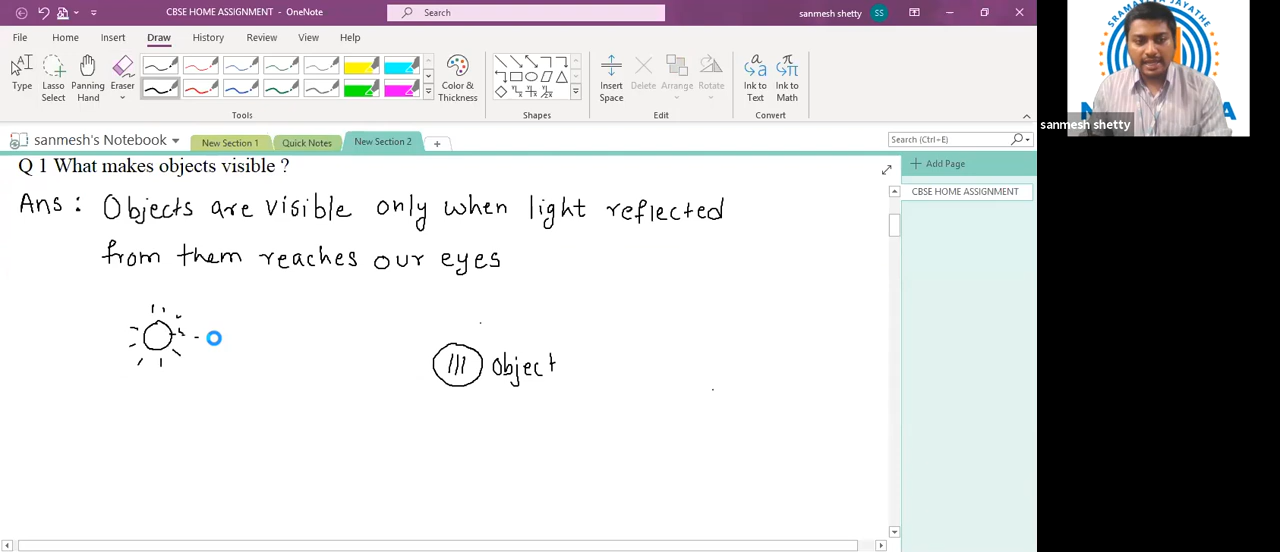 CBSE HOME ASSIGNMENT - OneNote
Search
sanmesh shetty
SS
File Home Insert Draw History Review View Help
Type
Lasso Select
Panning Hand
Eraser
Color & Thickness
Insert Space
Delete
Arrange
Rotate
Ink to Text
Ink to Math
Tools
Shapes
Edit
Convert
sanmesh's Notebook
New Section 1
Quick Notes
New Section 2
Search (Ctrl+E)
sanmesh shetty
Add Page
CBSE HOME ASSIGNMENT
Q 1 What makes objects visible ?
Ans : Objects are visible only when light reflected
from them reaches our eyes
Object